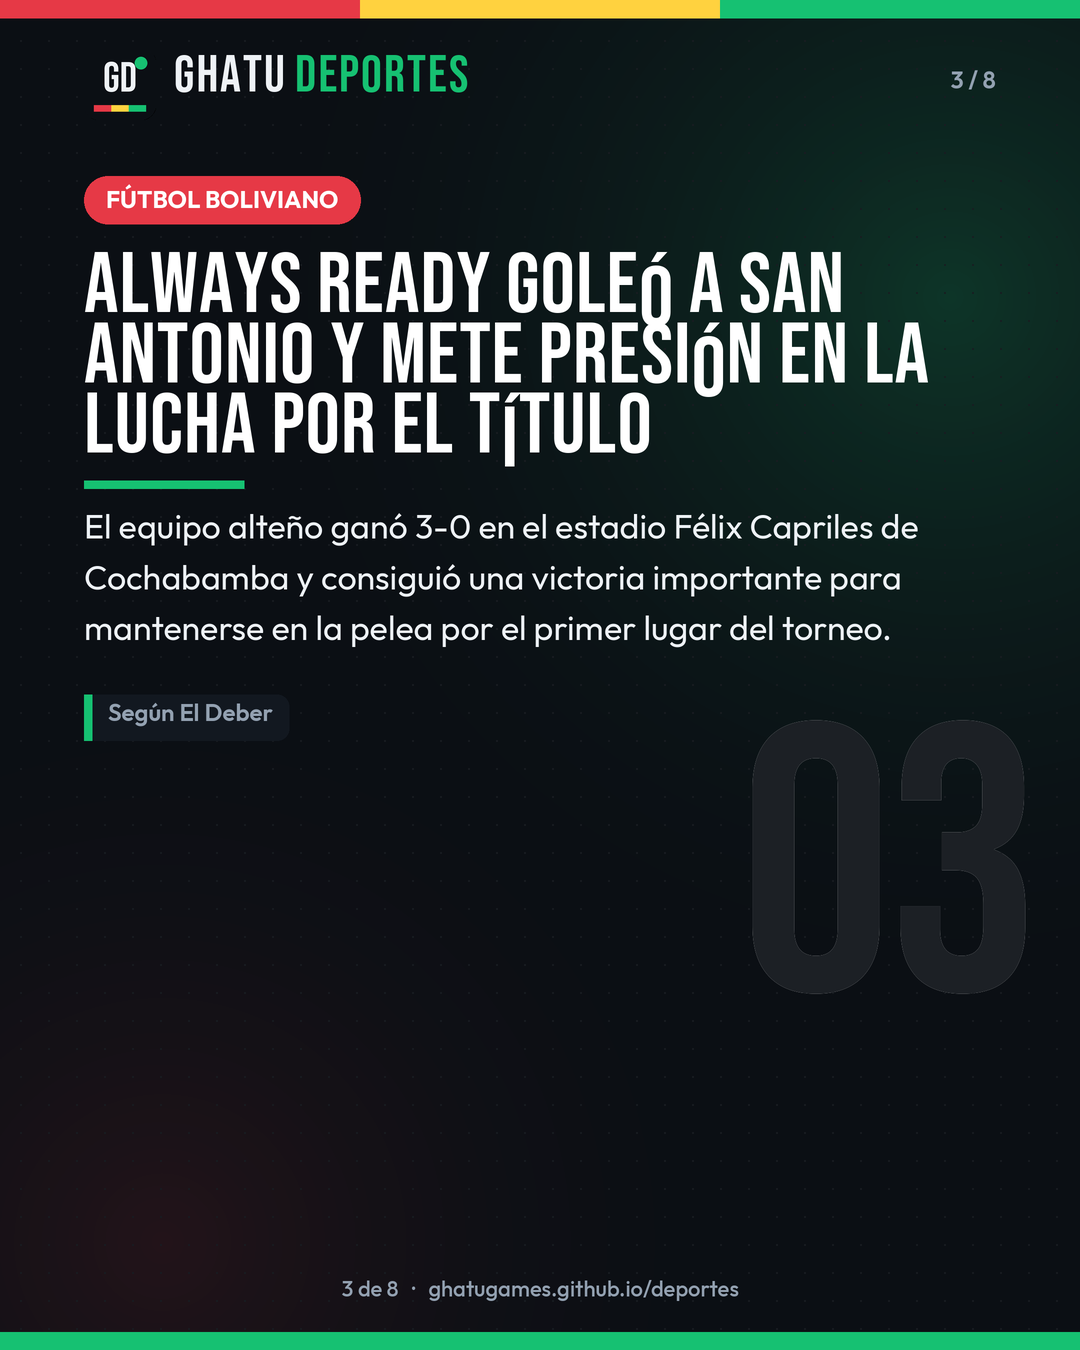 GD
GHATU DEPORTES
3 / 8
FÚTBOL BOLIVIANO
ALWAYS READY GOLEÓ A SAN
ANTONIO Y METE PRESIÓN EN LA
LUCHA POR EL TÍTULO
El equipo alteño ganó 3-0 en el estadio Félix Capriles de
Cochabamba y consiguió una victoria importante para
mantenerse en la pelea por el primer lugar del torneo.
Según El Deber
03
3 de 8 · ghatugames.github.io/deportes